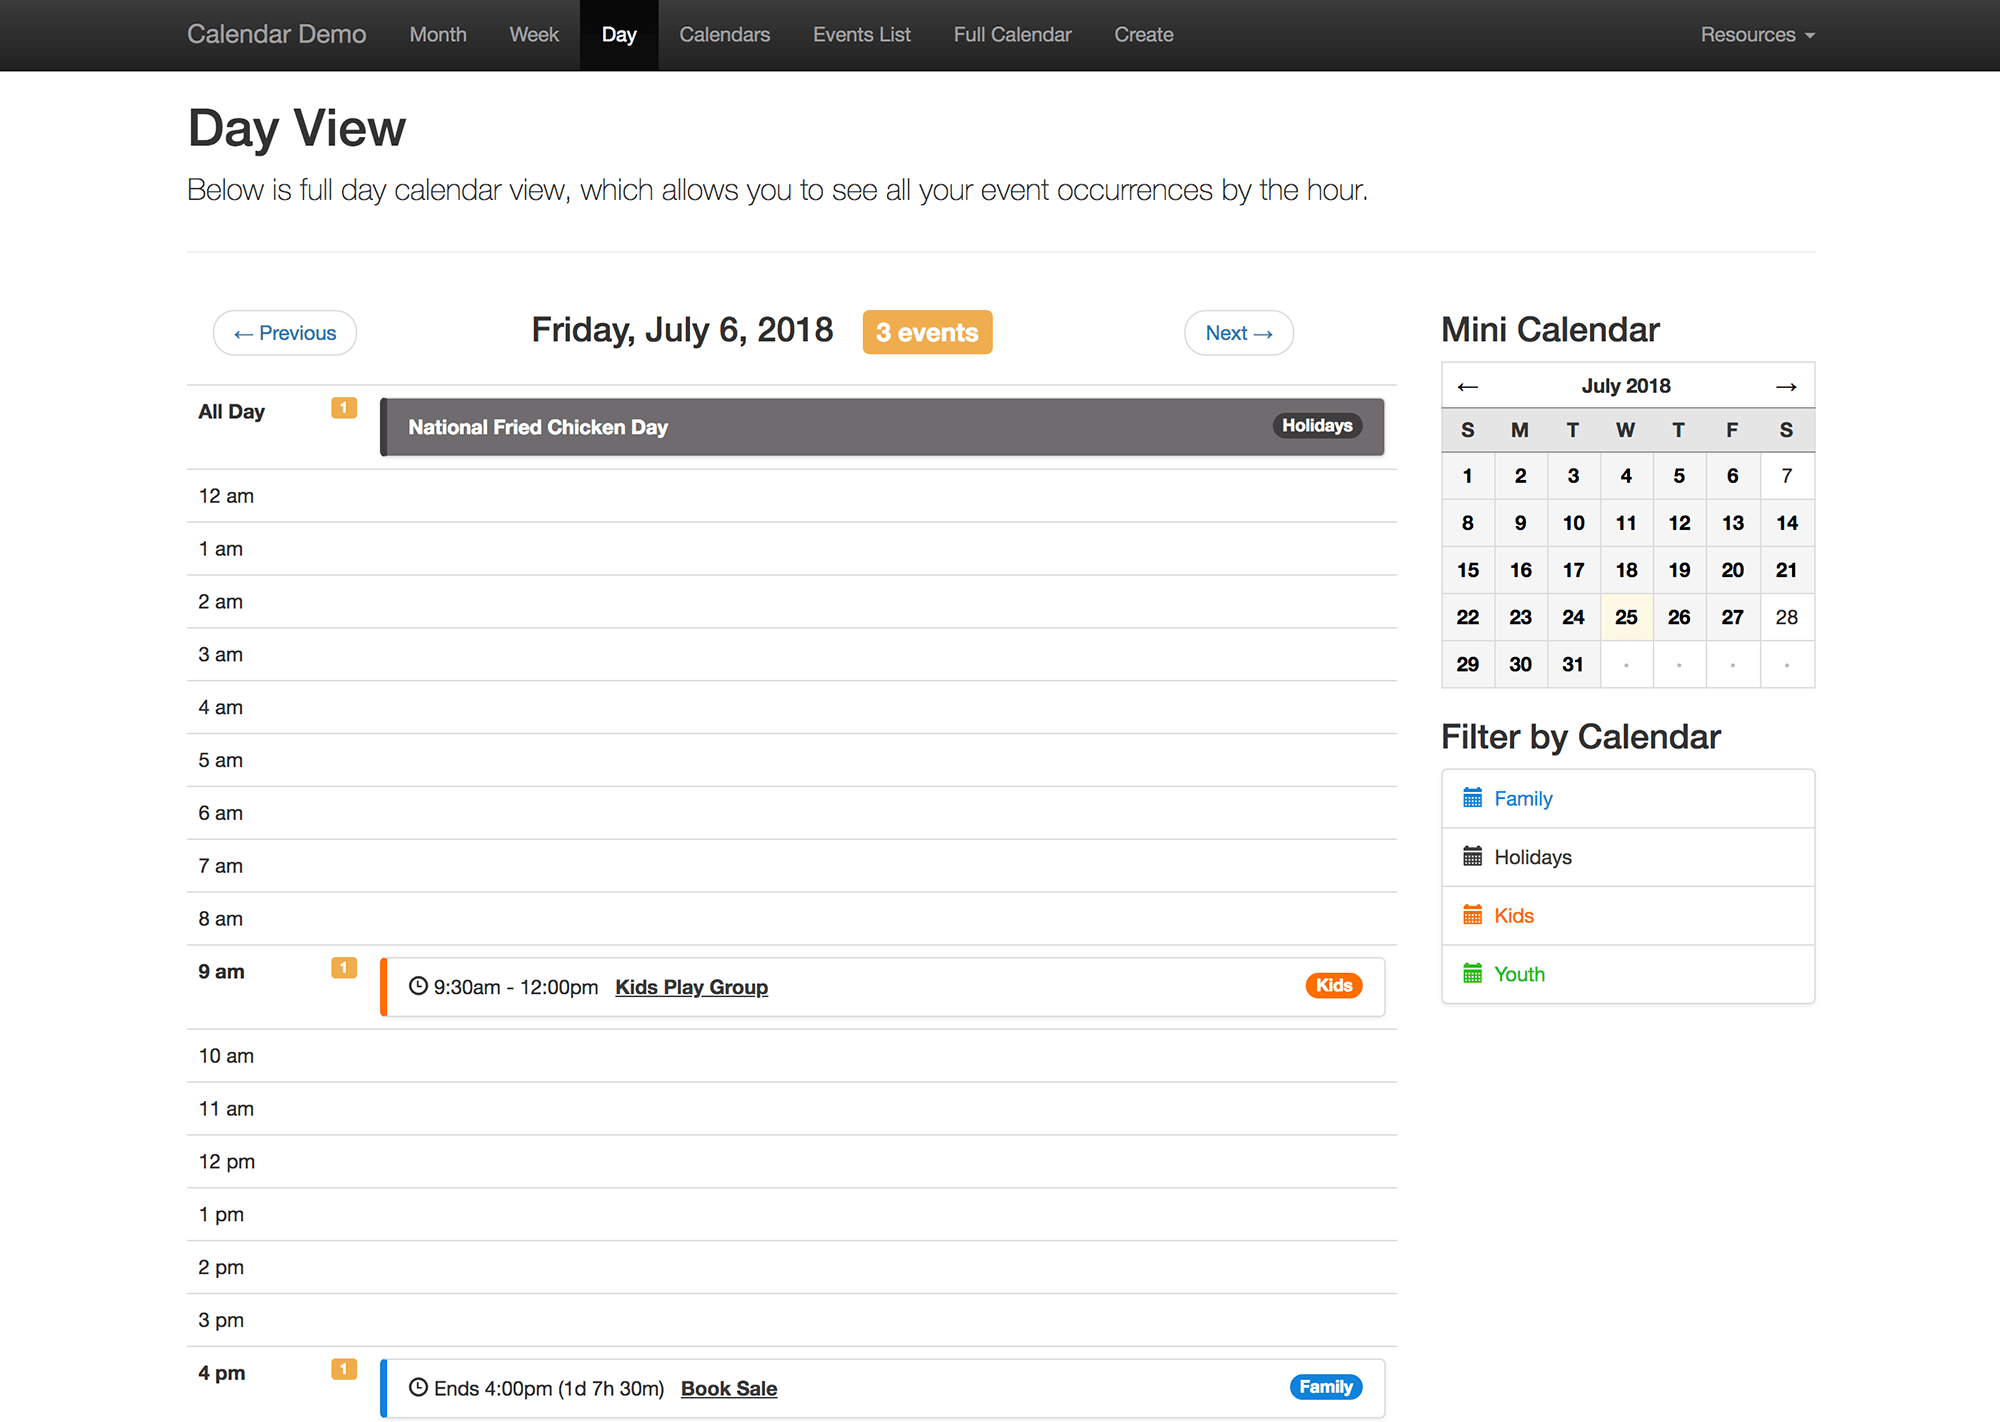 Calendar Demo Month Week Day Calendars Events List Full Calendar Create Resources
Day View
Below is full day calendar view, which allows you to see all your event occurrences by the hour.
← Previous Friday, July 6, 2018 3 events Next →
All Day 1 National Fried Chicken Day Holidays
12 am
1 am
2 am
3 am
4 am
5 am
6 am
7 am
8 am
9 am 1 9:30am - 12:00pm Kids Play Group Kids
10 am
11 am
12 pm
1 pm
2 pm
3 pm
4 pm 1 Ends 4:00pm (1d 7h 30m) Book Sale Family
Mini Calendar
← July 2018 →
S M T W T F S
1 2 3 4 5 6 7
8 9 10 11 12 13 14
15 16 17 18 19 20 21
22 23 24 25 26 27 28
29 30 31 · · · ·
Filter by Calendar
Family
Holidays
Kids
Youth